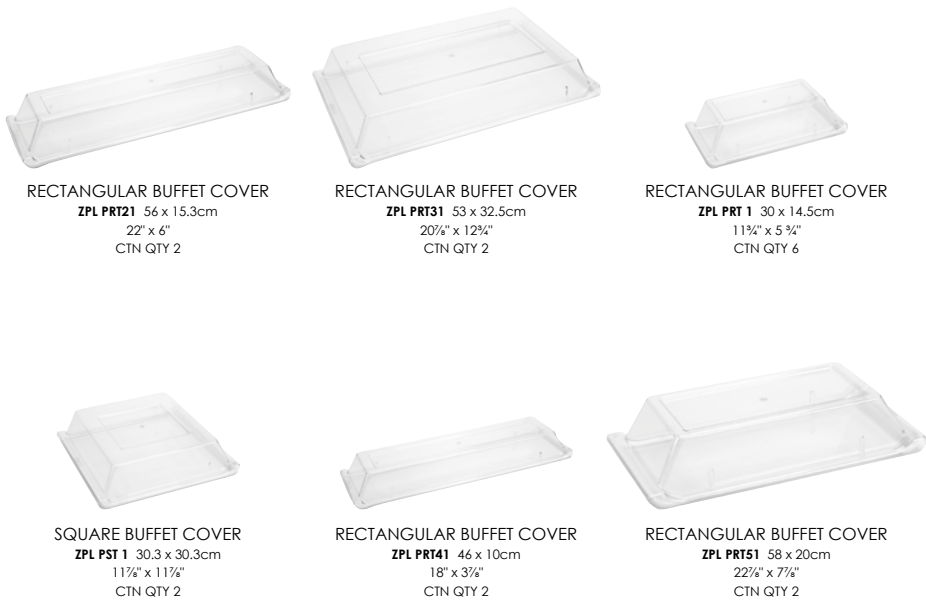 RECTANGULAR BUFFET COVER
ZPL PRT21 56 x 15.3cm
22" x 6"
CTN QTY 2
RECTANGULAR BUFFET COVER
ZPL PRT31 53 x 32.5cm
20⅞" x 12¾"
CTN QTY 2
RECTANGULAR BUFFET COVER
ZPL PRT 1 30 x 14.5cm
11¾" x 5 ¾"
CTN QTY 6
SQUARE BUFFET COVER
ZPL PST 1 30.3 x 30.3cm
11⅞" x 11⅞"
CTN QTY 2
RECTANGULAR BUFFET COVER
ZPL PRT41 46 x 10cm
18" x 3⅞"
CTN QTY 2
RECTANGULAR BUFFET COVER
ZPL PRT51 58 x 20cm
22⅞" x 7⅞"
CTN QTY 2